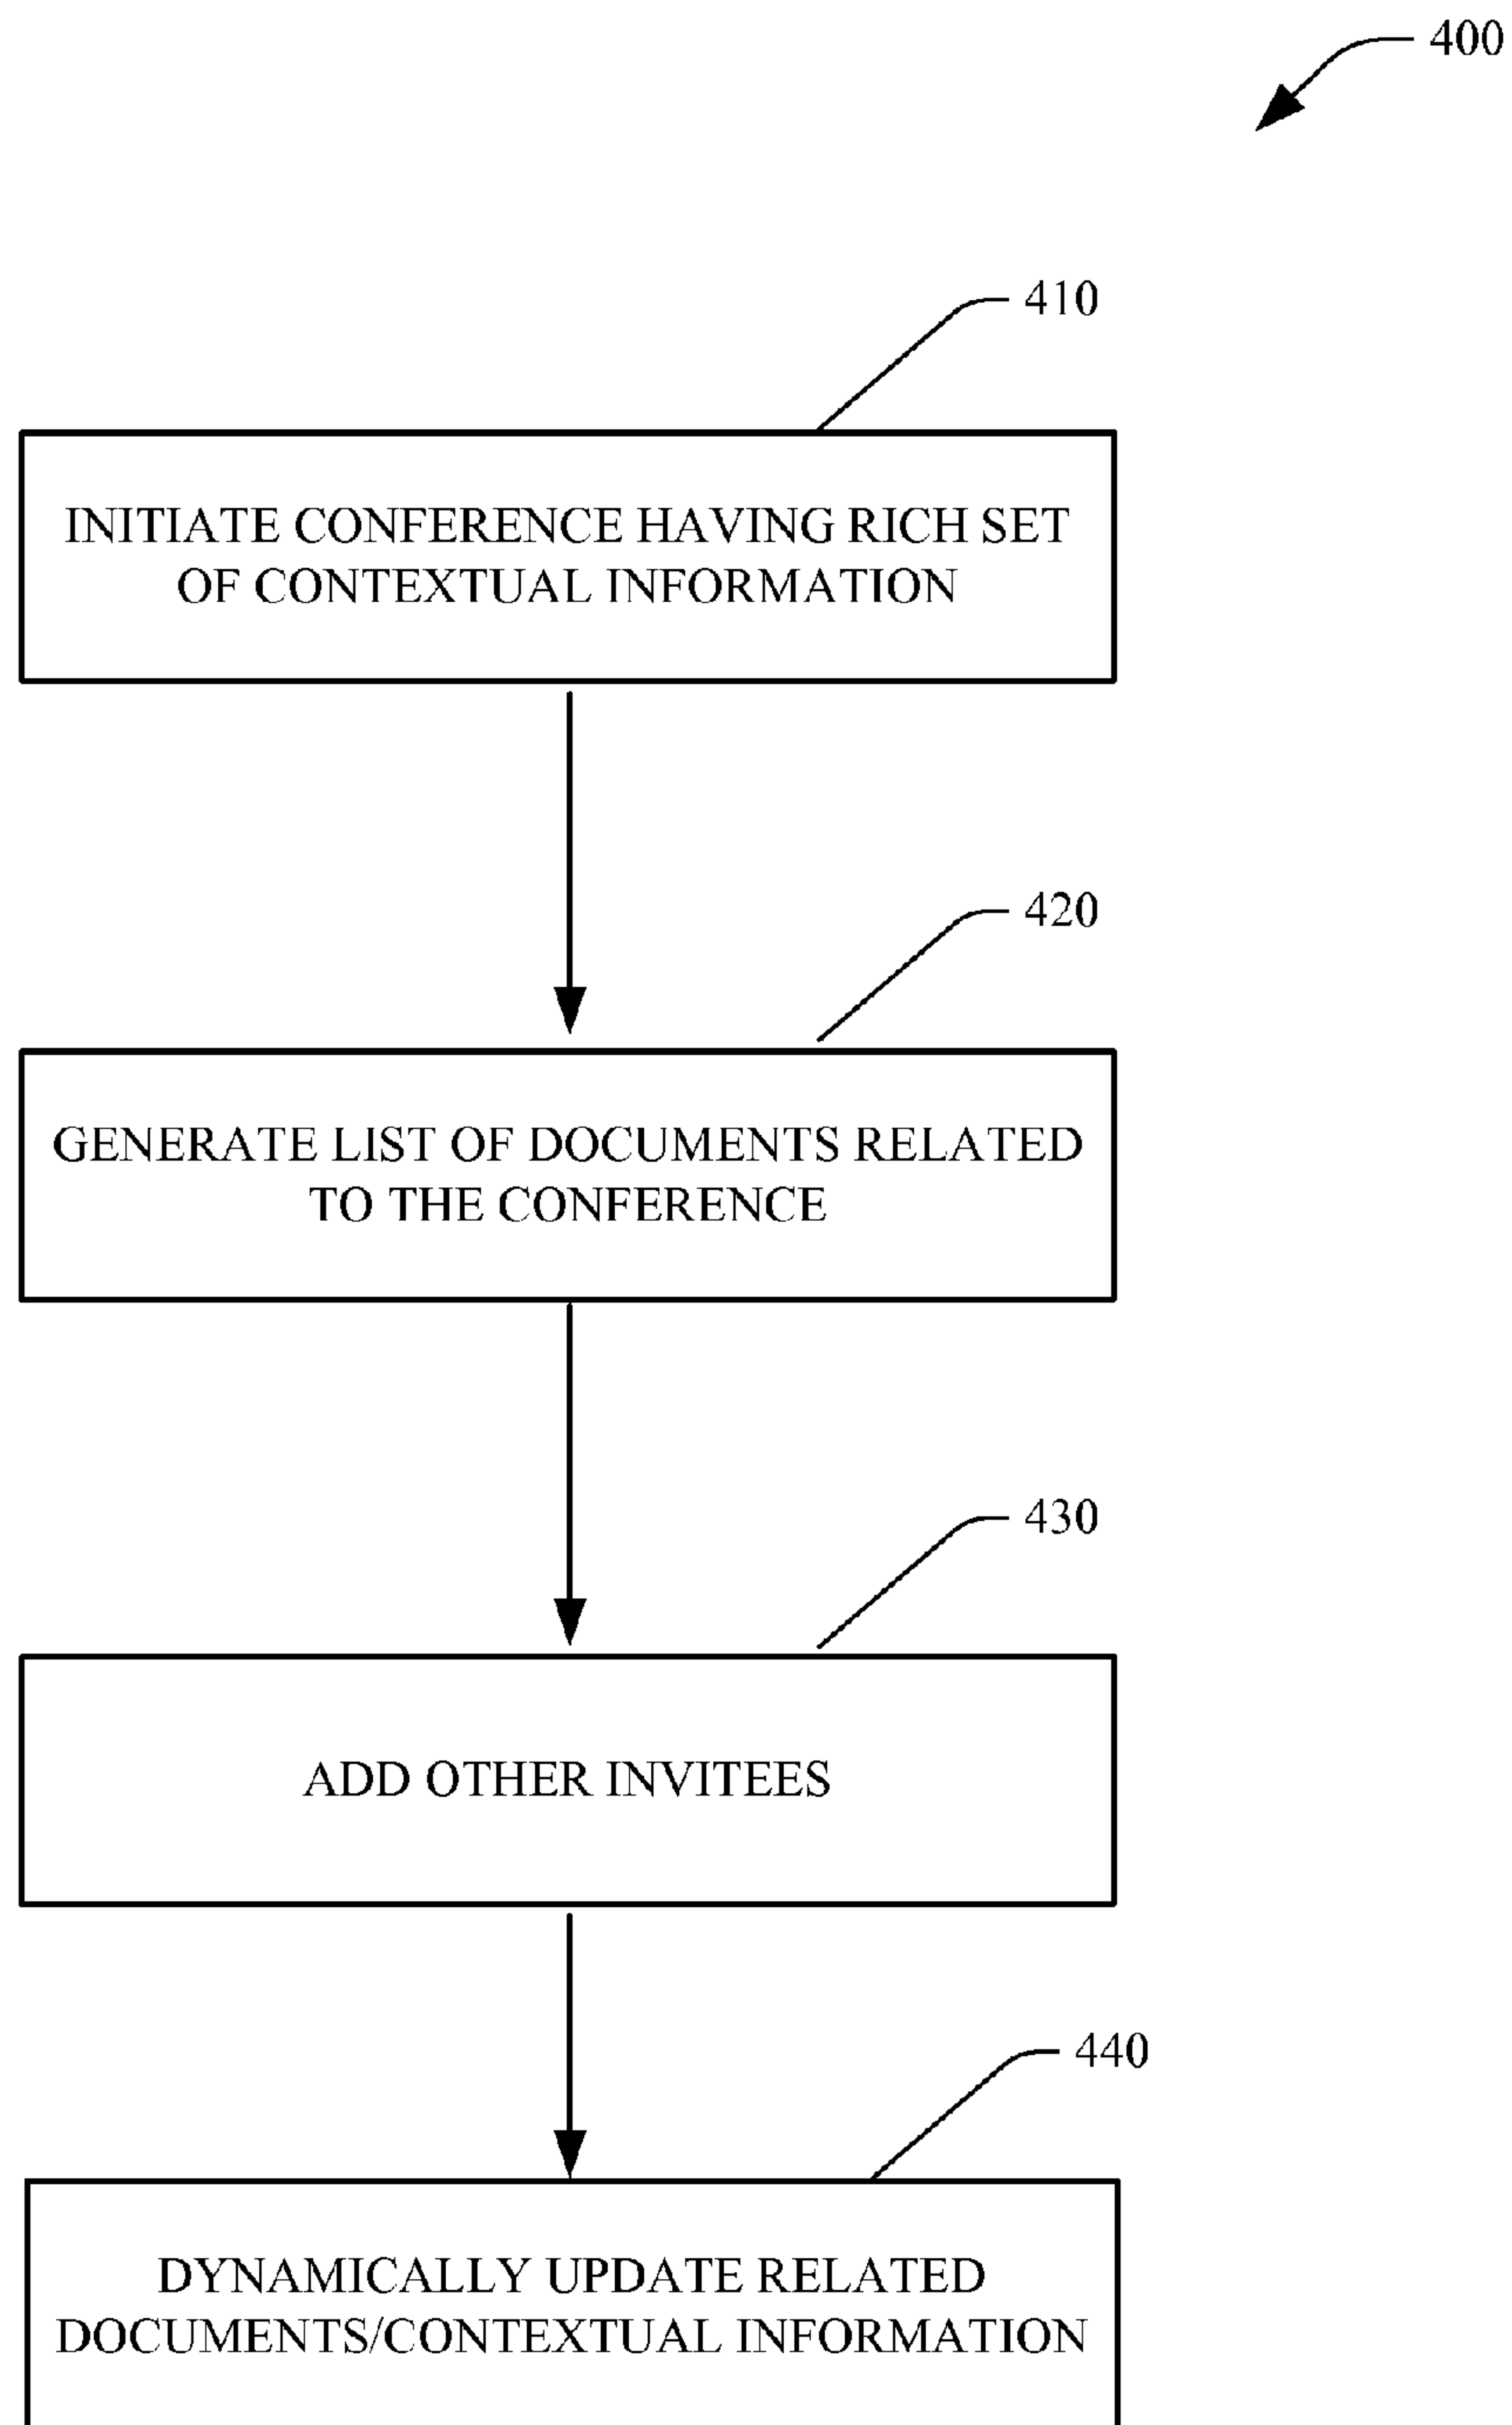 400
410
INITIATE CONFERENCE HAVING RICH SET
OF CONTEXTUAL INFORMATION
420
GENERATE LIST OF DOCUMENTS RELATED
TO THE CONFERENCE
430
ADD OTHER INVITEES
440
DYNAMICALLY UPDATE RELATED
DOCUMENTS/CONTEXTUAL INFORMATION